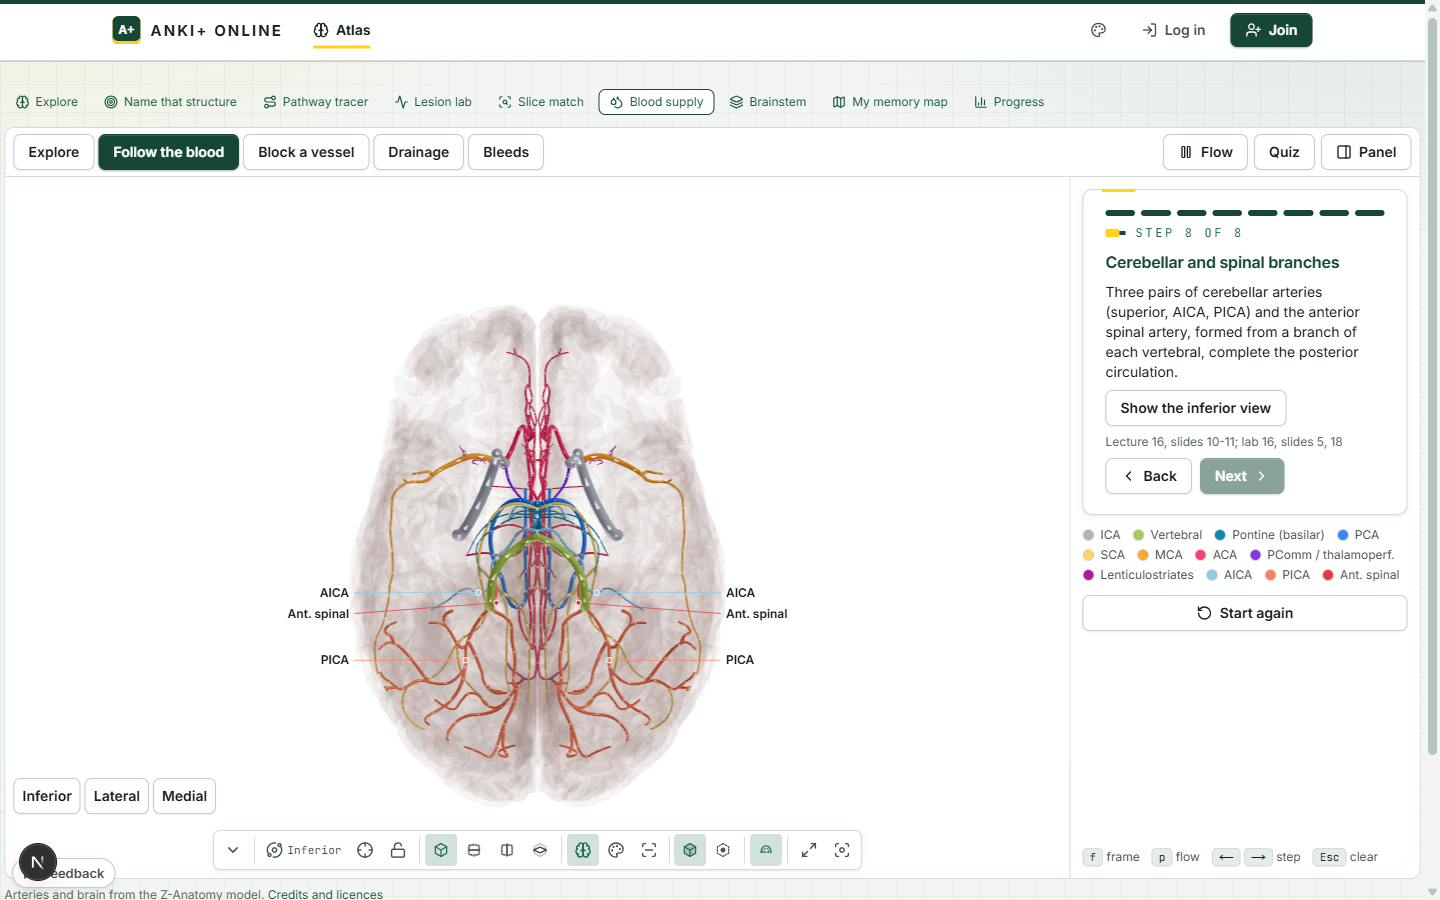 A+ ANKI+ ONLINE Atlas Log in Join
Explore Name that structure Pathway tracer Lesion lab Slice match Blood supply Brainstem My memory map Progress
Explore Follow the blood Block a vessel Drainage Bleeds Flow Quiz Panel
STEP 8 OF 8
Cerebellar and spinal branches
Three pairs of cerebellar arteries
(superior, AICA, PICA) and the anterior
spinal artery, formed from a branch of
each vertebral, complete the posterior
circulation.
Show the inferior view
Lecture 16, slides 10-11; lab 16, slides 5, 18
Back Next
ICA Vertebral Pontine (basilar) PCA
SCA MCA ACA PComm / thalamoperf.
Lenticulostriates AICA PICA Ant. spinal
Start again
AICA AICA
Ant. spinal Ant. spinal
PICA PICA
Inferior Lateral Medial
Inferior
f frame p flow ← → step Esc clear
N eedback
Arteries and brain from the Z-Anatomy model. Credits and licences